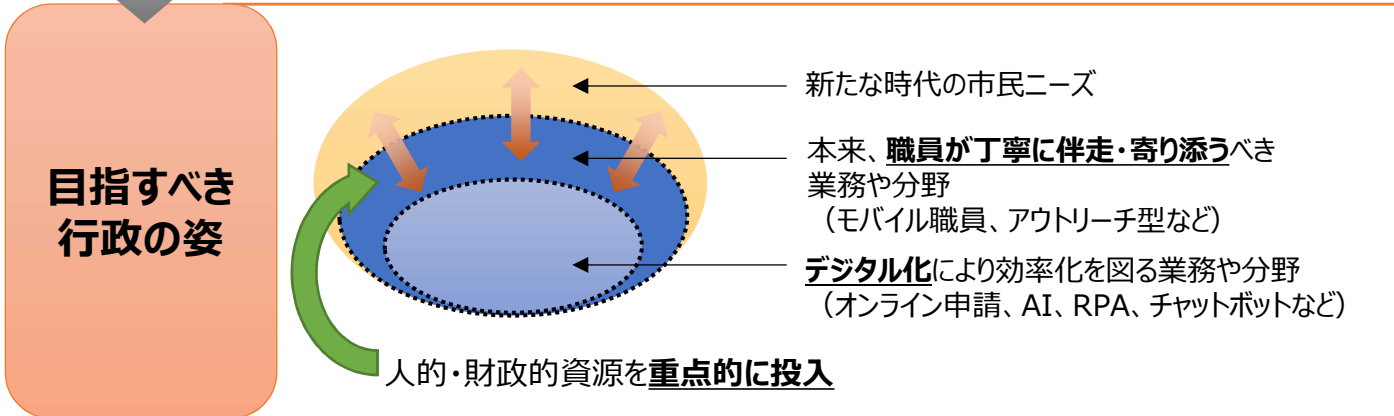 目指すべき
行政の姿
新たな時代の市民ニーズ
本来、職員が丁寧に伴走・寄り添うべき
業務や分野
（モバイル職員、アウトリーチ型など）
デジタル化により効率化を図る業務や分野
（オンライン申請、AI、RPA、チャットボットなど）
人的・財政的資源を重点的に投入